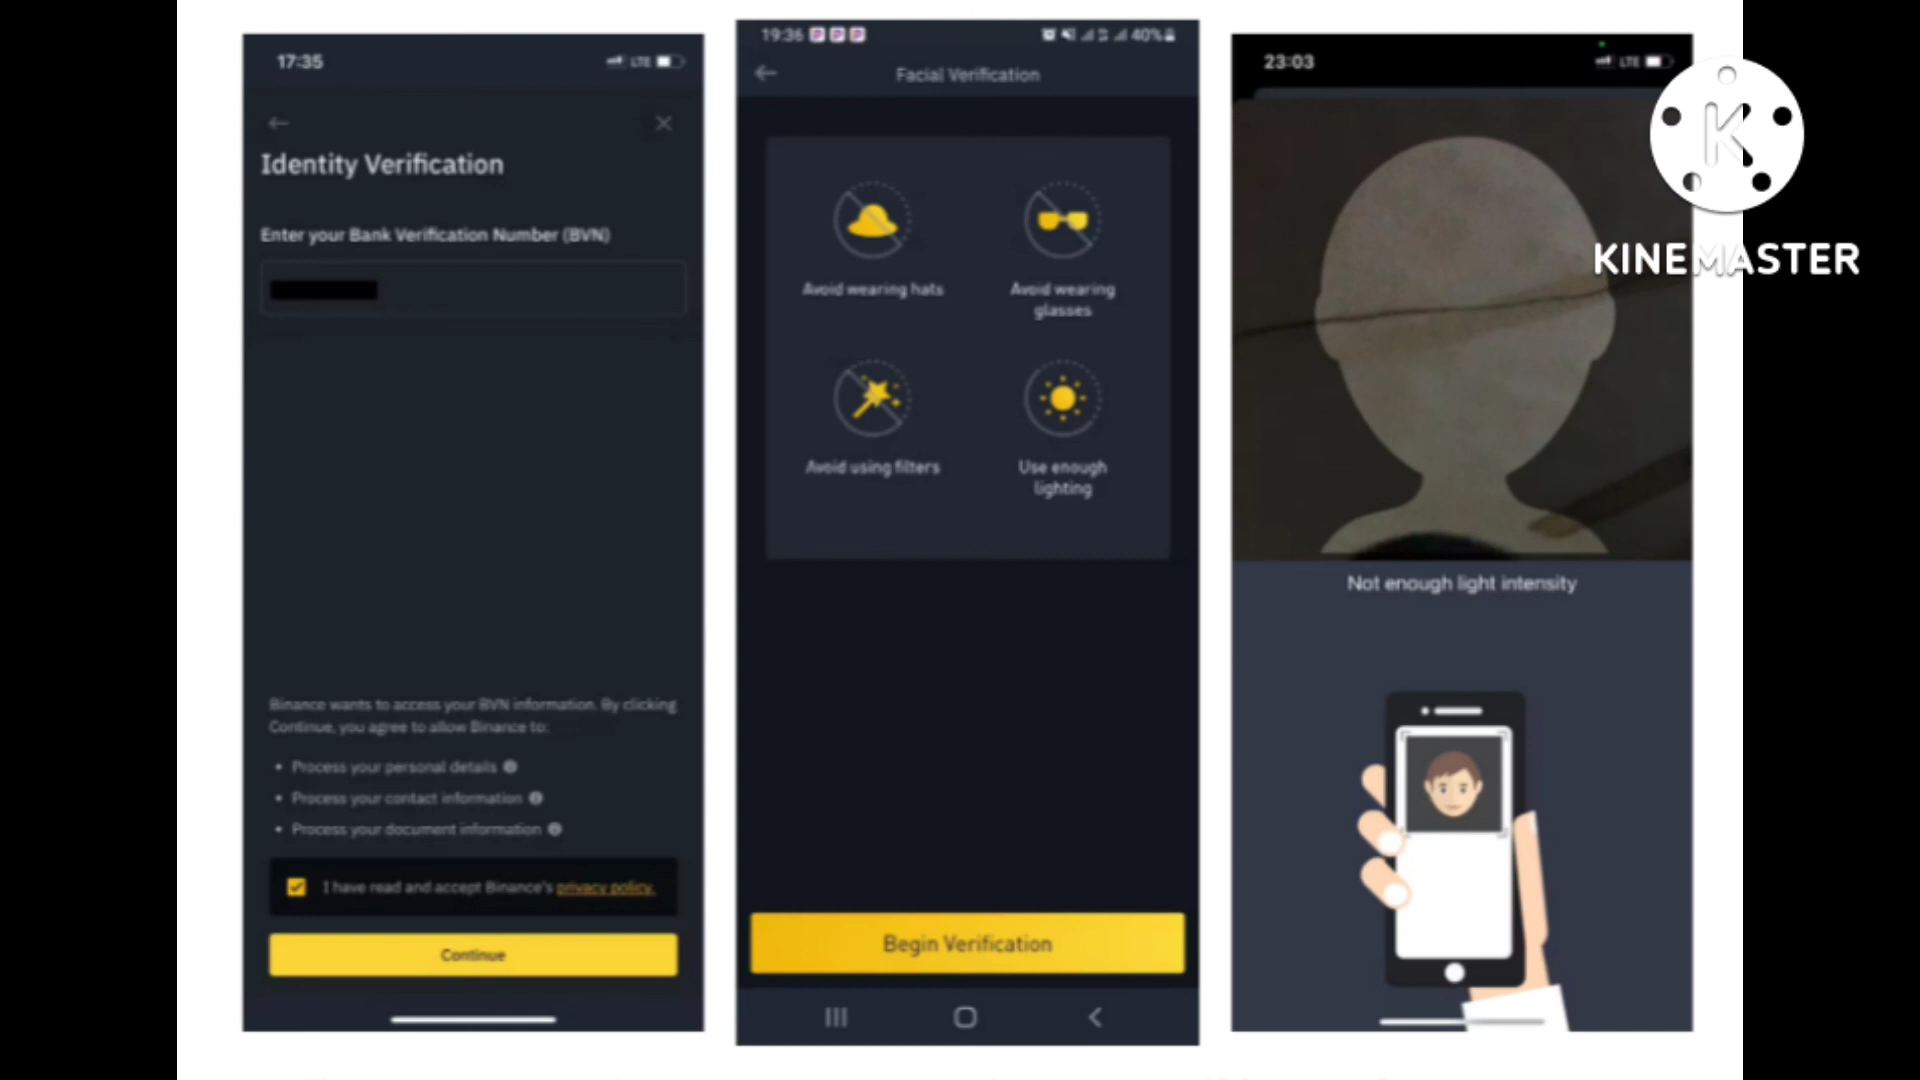 17:35
LTE
Identity Verification
Enter your Bank Verification Number (BVN)
Binance wants to access your BVN information. By clicking
Continue, you agree to allow Binance to:
• Process your personal details
• Process your contact information
• Process your document information
I have read and accept Binance's privacy policy.
Continue
19:36
40%
Facial Verification
Avoid wearing hats
Avoid wearing
glasses
Avoid using filters
Use enough
lighting
Begin Verification
23:03
LTE
Not enough light intensity
K
KINEMASTER